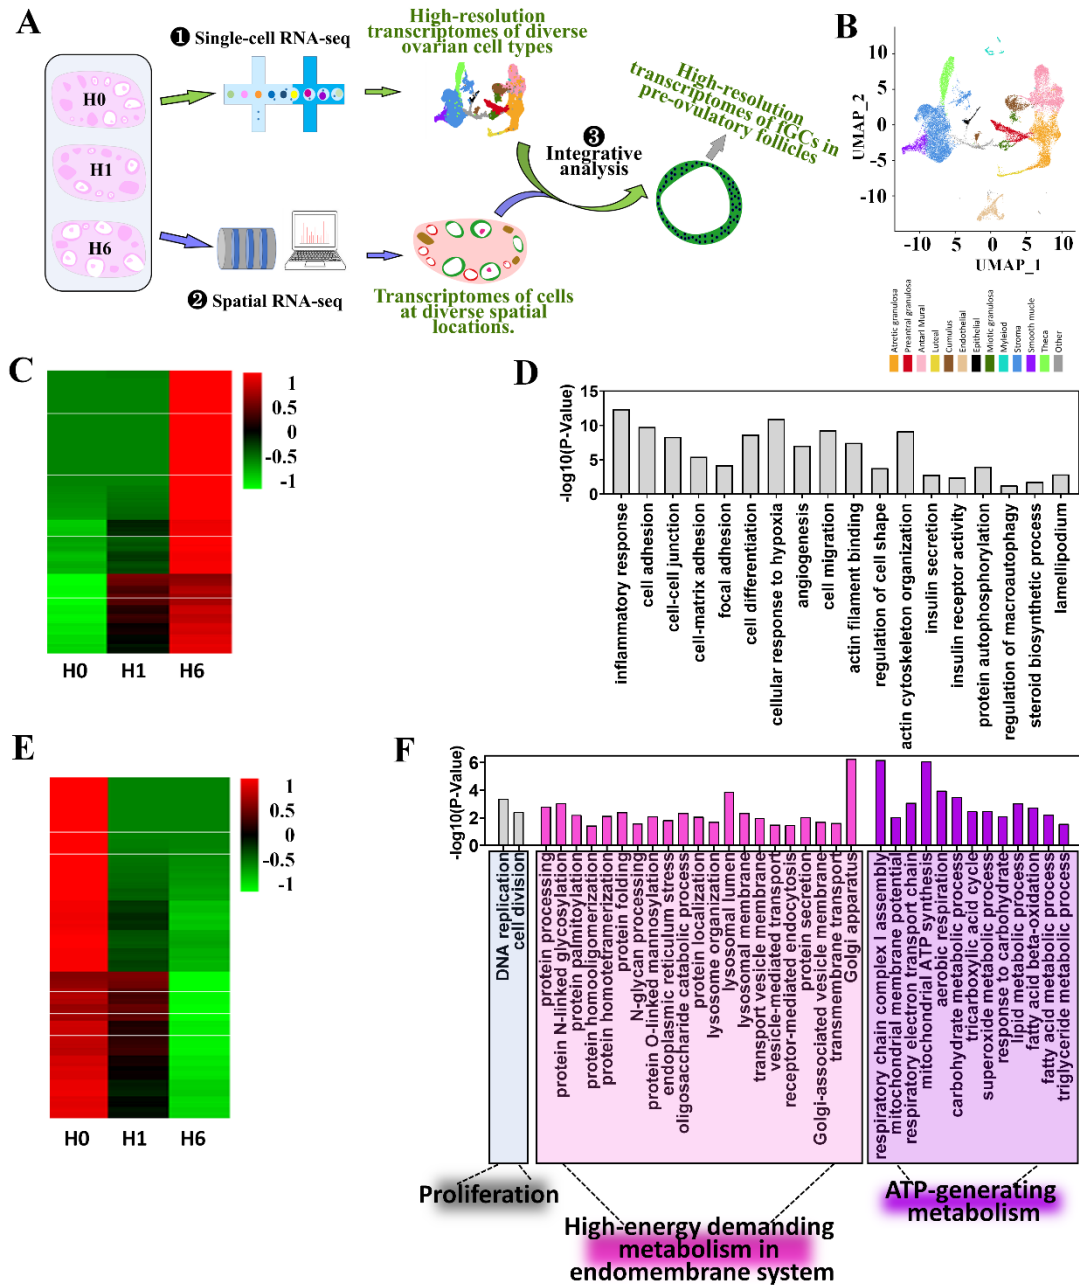 A
❶ Single-cell RNA-seq
High-resolution
transcriptomes of diverse
ovarian cell types
H0
H1
H6
High-resolution
transcriptomes of fGCs in
pre-ovulatory follicles
❸
Integrative
analysis
❷ Spatial RNA-seq
Transcriptomes of cells
at diverse spatial
locations.
B
UMAP_2
10
5
0
-5
-10
-10
5
0
5
10
UMAP_1
Atretic granulosa
Preantral granulosa
Antarl Mural
Luteal
Cumulus
Endothelial
Epithelial
Miotic granulosa
Myleiod
Stroma
Smooth mucle
Theca
Other
C
1
0.5
0
-0.5
-1
H0
H1
H6
D
-log10(P-Value)
15
10
5
0
inflammatory response
cell adhesion
cell-cell junction
cell-matrix adhesion
focal adhesion
cell differentiation
cellular response to hypoxia
angiogenesis
cell migration
actin filament binding
regulation of cell shape
actin cytoskeleton organization
insulin secretion
insulin receptor activity
protein autophosphorylation
regulation of macroautophagy
steroid biosynthetic process
lamellipodium
E
1
0.5
0
-0.5
-1
H0
H1
H6
F
-log10(P-Value)
6
4
2
0
DNA replication
cell division
protein processing
protein N-linked glycosylation
protein palmitoylation
protein homooligomerization
protein homotetramerization
protein folding
N-glycan processing
protein O-linked mannosylation
endoplasmic reticulum stress
oligosaccharide catabolic process
protein localization
lysosome organization
lysosomal lumen
lysosomal membrane
transport vesicle membrane
vesicle-mediated transport
receptor-mediated endocytosis
protein secretion
Golgi-associated vesicle membrane
transmembrane transport
Golgi apparatus
respiratory chain complex I assembly
mitochondrial membrane potential
respiratory electron transport chain
mitochondrial ATP synthesis
aerobic respiration
carbohydrate metabolic process
tricarboxylic acid cycle
superoxide metabolic process
response to carbohydrate
lipid metabolic process
fatty acid beta-oxidation
fatty acid metabolic process
triglyceride metabolic process
Proliferation
High-energy demanding
metabolism in
endomembrane system
ATP-generating
metabolism